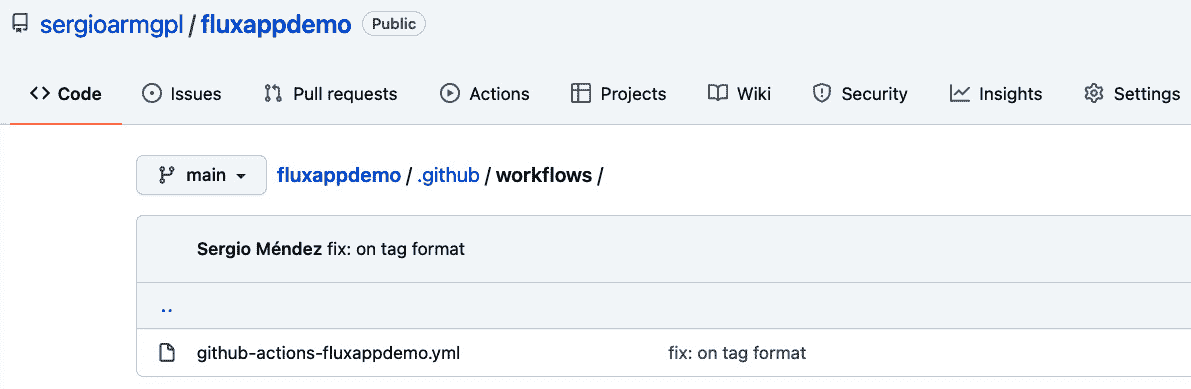 sergioarmgpl / fluxappdemo Public
Code Issues Pull requests Actions Projects Wiki Security Insights Settings
main fluxappdemo / .github / workflows /
Sergio Méndez fix: on tag format
..
github-actions-fluxappdemo.yml fix: on tag format